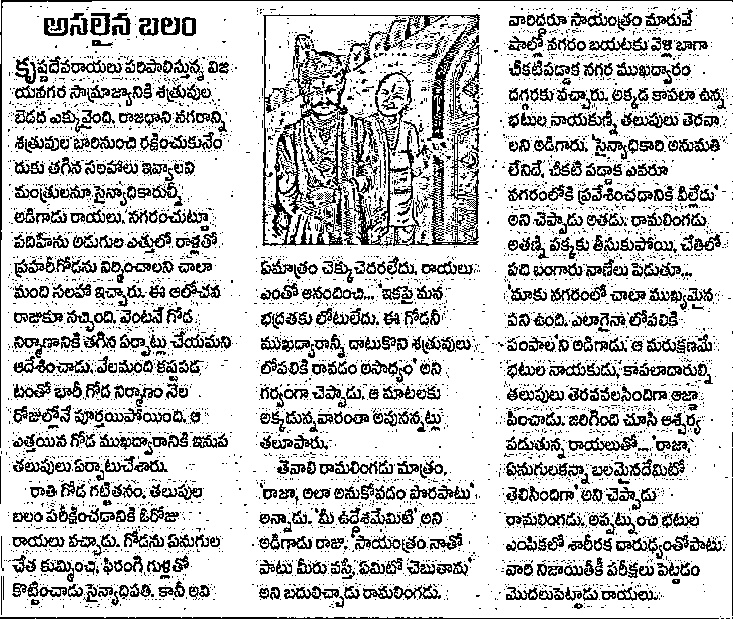 అసలైన బలం
కృష్ణదేవరాయలు పరిపాలిస్తున్న విజ
యనగర సామ్రాజ్యానికి శత్రువుల
బెడద ఎక్కువైంది. రాజధాని నగరాన్ని
శత్రువుల బారినుంచి రక్షించుకునేం
దుకు తగిన సలహాలు ఇవ్వాలని
మంత్రులనూ సైన్యాధికారుల్నీ
అడిగాడు రాయలు. నగరంచుట్టూ
పదిహేను అడుగుల ఎత్తులో రాళ్లతో
ప్రహరీగోడను నిర్మించాలని చాలా
మంది సలహా ఇచ్చారు. ఈ ఆలోచన
రాజుకూ నచ్చింది. వెంటనే గోడ
నిర్మాణానికి తగిన ఏర్పాట్లు చేయమని
ఆదేశించాడు. వేలమంది కష్టపడ
టంతో భారీ గోడ నిర్మాణం నెల
రోజుల్లోనే పూర్తయిపోయింది. ఆ
ఎత్తయిన గోడ ముఖద్వారానికి ఇనుప
తలుపులు ఏర్పాటుచేశారు.
రాతి గోడ గట్టితనం, తలుపుల
బలం పరీక్షించడానికి ఓరోజు
రాయలు వచ్చాడు. గోడను ఏనుగుల
చేత కుమ్మించి, ఫిరంగి గుళ్లతో
కొట్టించాడు సైన్యాధిపతి. కానీ అవి
ఏమాత్రం చెక్కుచెదరలేదు. రాయలు
ఎంతో ఆనందించి... 'ఇకపై మన
భద్రతకు లోటులేదు. ఈ గోడనీ
ముఖద్వారాన్నీ దాటుకొని శత్రువులు
లోపలికి రావడం అసాధ్యం' అని
గర్వంగా చెప్పాడు. ఆ మాటలకు
అక్కడున్నవారంతా అవునన్నట్లు
తలూపారు.
తెనాలి రామలింగడు మాత్రం,
'రాజా, అలా అనుకోవడం పొరపాటు'
అన్నాడు. 'మీ ఉద్దేశమేమిటి' అని
అడిగాడు రాజు. 'సాయంత్రం నాతో
పాటు మీరు వస్తే, ఏమిటో చెబుతాను'
అని బదులిచ్చాడు రామలింగడు.
వారిద్దరూ సాయంత్రం మారువే
షాల్లో నగరం బయటకు వెళ్లి బాగా
చీకటిపడ్డాక నగర ముఖద్వారం
దగ్గరకు వచ్చారు. అక్కడ కాపలా ఉన్న
భటుల నాయకుణ్ని తలుపులు తెరవా
లని అడిగారు. 'సైన్యాధికారి అనుమతి
లేనిదే, చీకటి పడ్డాక ఎవరూ
నగరంలోకి ప్రవేశించడానికి వీల్లేదు'
అని చెప్పాడు అతడు. రామలింగడు
అతణ్ని పక్కకు తీసుకుపోయి, చేతిలో
పది బంగారు నాణేలు పెడుతూ...
'మాకు నగరంలో చాలా ముఖ్యమైన
పని ఉంది. ఎలాగైనా లోపలికి
పంపాల'ని అడిగాడు. ఆ మరుక్షణమే
భటుల నాయకుడు, కాపలాదారుల్ని
తలుపులు తెరవవలసిందిగా ఆజ్ఞా
పించాడు. జరిగింది చూసి ఆశ్చర్య
పడుతున్న రాయలుతో... 'రాజా,
ఏనుగులకన్నా బలమైనదేమిటో
తెలిసిందిగా' అని చెప్పాడు
రామలింగడు. అప్పట్నుంచి భటుల
ఎంపికలో శారీరక దారుఢ్యంతోపాటు
వారి నిజాయితీకీ పరీక్షలు పెట్టడం
మొదలుపెట్టాడు రాయలు.